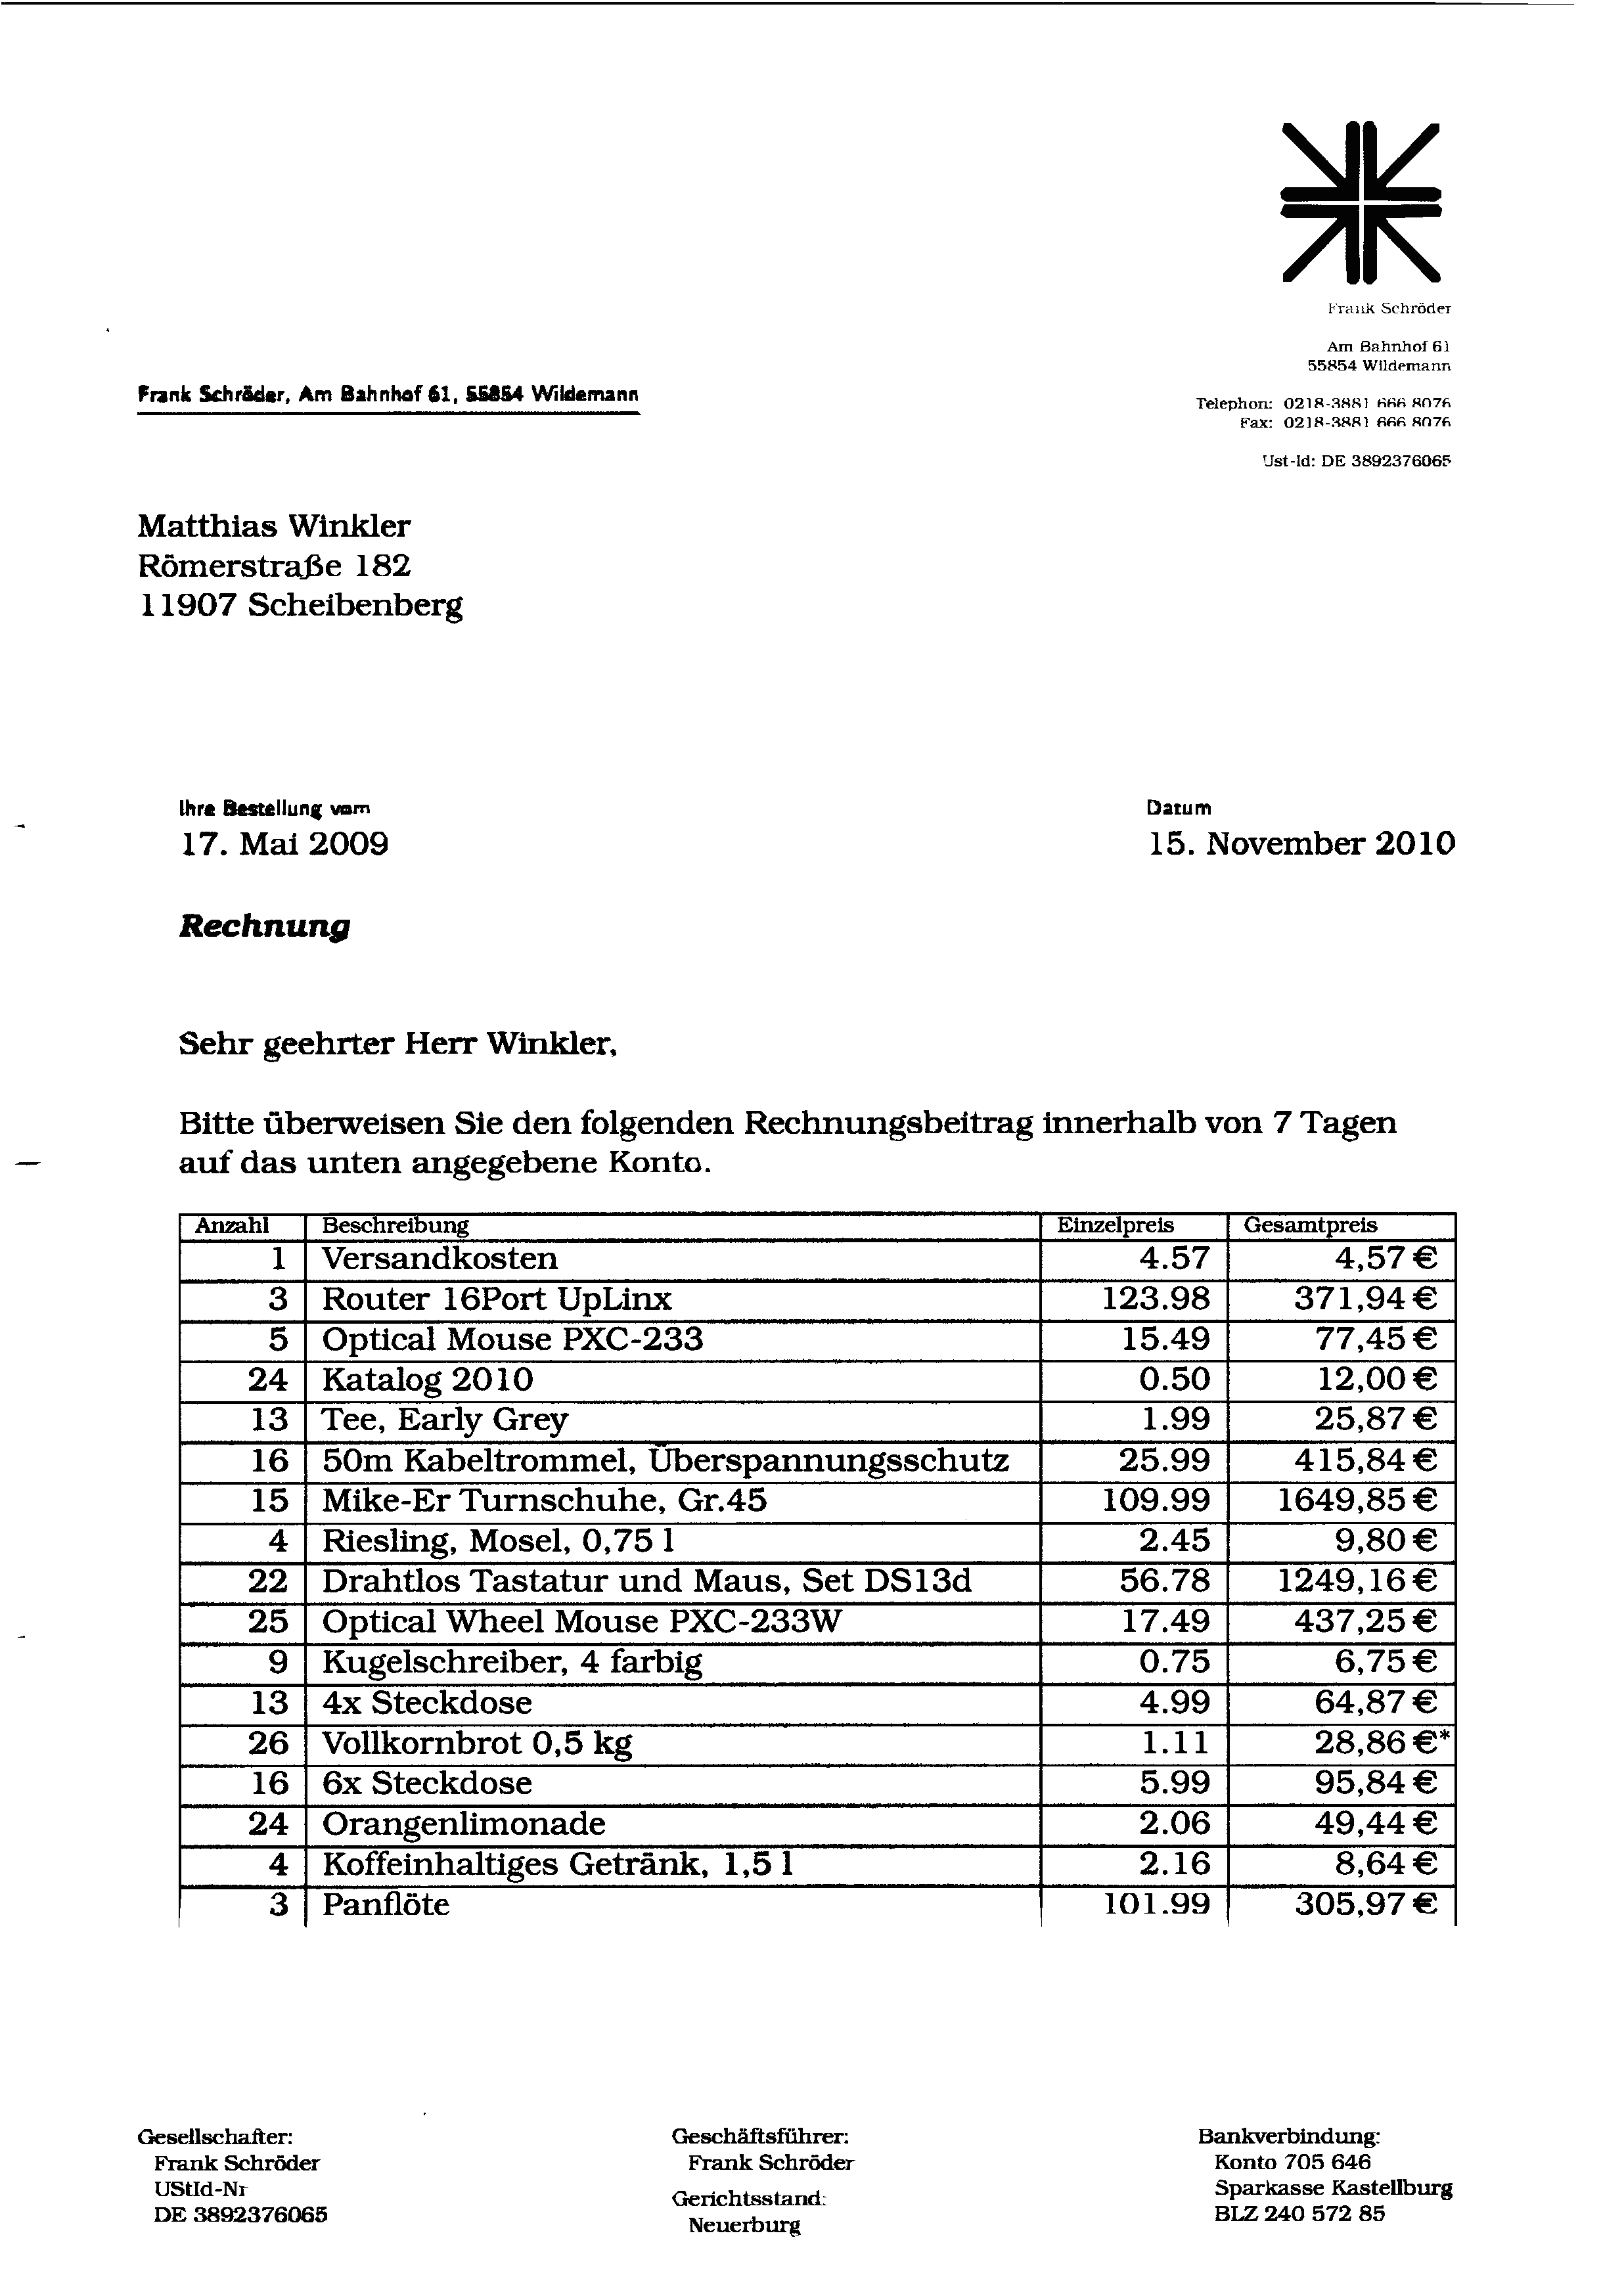 Frank Schröder
Am Bahnhof 61
55854 Wildemann
Frank Schröder, Am Bahnhof 61, 55854 Wildemann
Telephon: 0218-3881 666 8076
Fax: 0218-3881 666 8076
Ust-Id: DE 3892376065
Matthias Winkler
Römerstraße 182
11907 Scheibenberg
Ihre Bestellung vom Datum
17. Mai 2009 15. November 2010
Rechnung
Sehr geehrter Herr Winkler,
Bitte überweisen Sie den folgenden Rechnungsbeitrag innerhalb von 7 Tagen
auf das unten angegebene Konto.
Anzahl Beschreibung Einzelpreis Gesamtpreis
1 Versandkosten 4.57 4,57 €
3 Router 16Port UpLinx 123.98 371,94 €
5 Optical Mouse PXC-233 15.49 77,45 €
24 Katalog 2010 0.50 12,00 €
13 Tee, Early Grey 1.99 25,87 €
16 50m Kabeltrommel, Überspannungsschutz 25.99 415,84 €
15 Mike-Er Turnschuhe, Gr.45 109.99 1649,85 €
4 Riesling, Mosel, 0,75 l 2.45 9,80 €
22 Drahtlos Tastatur und Maus, Set DS13d 56.78 1249,16 €
25 Optical Wheel Mouse PXC-233W 17.49 437,25 €
9 Kugelschreiber, 4 farbig 0.75 6,75 €
13 4x Steckdose 4.99 64,87 €
26 Vollkornbrot 0,5 kg 1.11 28,86 €*
16 6x Steckdose 5.99 95,84 €
24 Orangenlimonade 2.06 49,44 €
4 Koffeinhaltiges Getränk, 1,5 l 2.16 8,64 €
3 Panflöte 101.99 305,97 €
Gesellschafter:
Frank Schröder
UStId-Nr
DE 3892376065
Geschäftsführer:
Frank Schröder
Gerichtsstand:
Neuerburg
Bankverbindung:
Konto 705 646
Sparkasse Kastellburg
BLZ 240 572 85